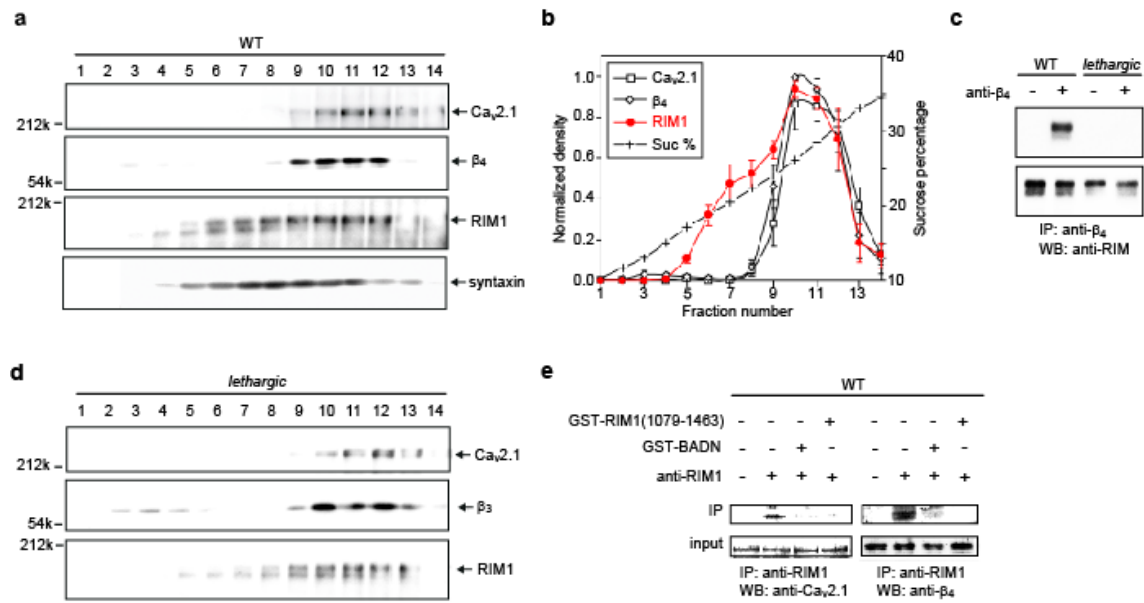 a
WT
1 2 3 4 5 6 7 8 9 10 11 12 13 14
Caᵥ2.1
212k
β₄
54k
212k
RIM1
syntaxin
b
Normalized density
1.0
0.8
0.6
0.4
0.2
0.0
Caᵥ2.1
β₄
RIM1
Suc %
40
30
20
10
Sucrose percentage
1 3 5 7 9 11 13
Fraction number
c
WT lethargic
anti-β₄ - + - +
IP: anti-β₄
WB: anti-RIM
d
lethargic
1 2 3 4 5 6 7 8 9 10 11 12 13 14
Caᵥ2.1
212k
β₃
54k
212k
RIM1
e
WT
GST-RIM1(1079-1463) - - - + - - - +
GST-BADN - - + - - - + -
anti-RIM1 - + + + - + + +
IP
input
IP: anti-RIM1 IP: anti-RIM1
WB: anti-Caᵥ2.1 WB: anti-β₄